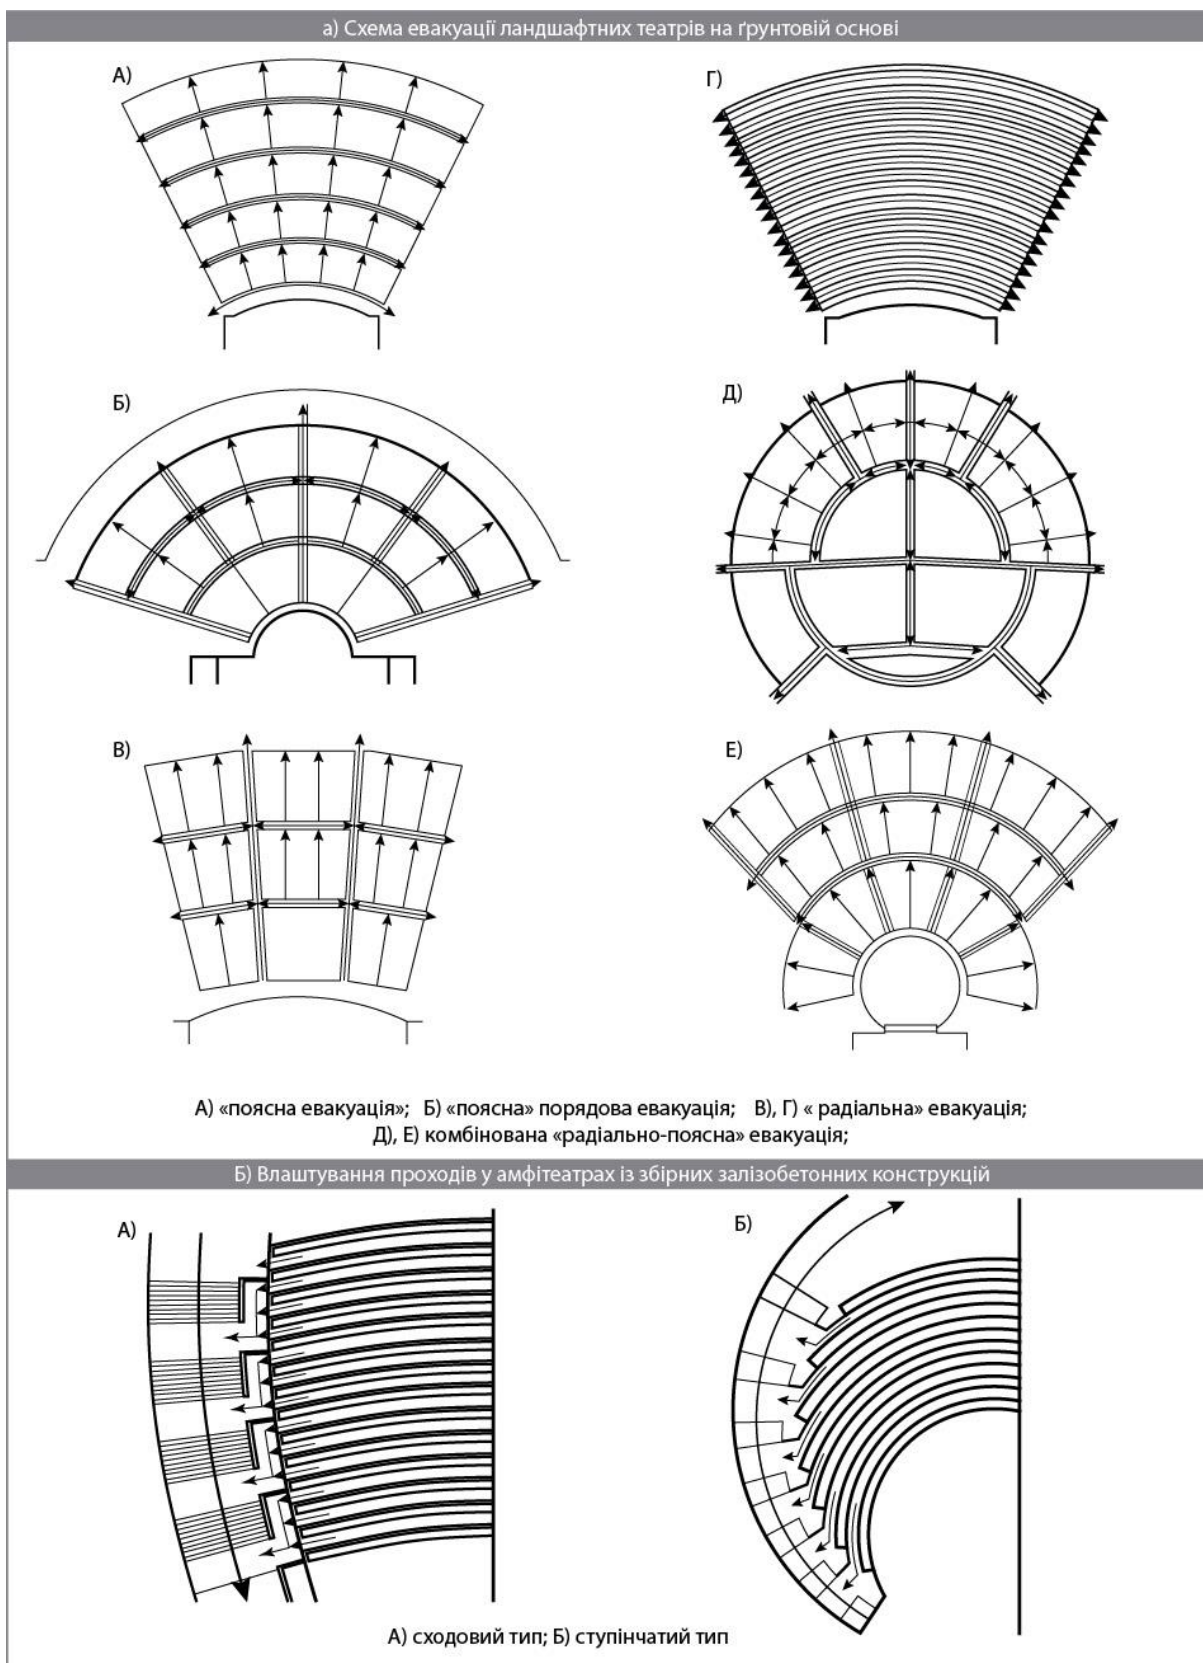 а) Схема евакуації ландшафтних театрів на ґрунтовій основі
А)
Г)
Б)
Д)
В)
Е)
А) «поясна евакуація»; Б) «поясна» порядова евакуація; В), Г) « радіальна» евакуація;
Д), Е) комбінована «радіально-поясна» евакуація;
Б) Влаштування проходів у амфітеатрах із збірних залізобетонних конструкцій
А)
Б)
А) сходовий тип; Б) ступінчатий тип